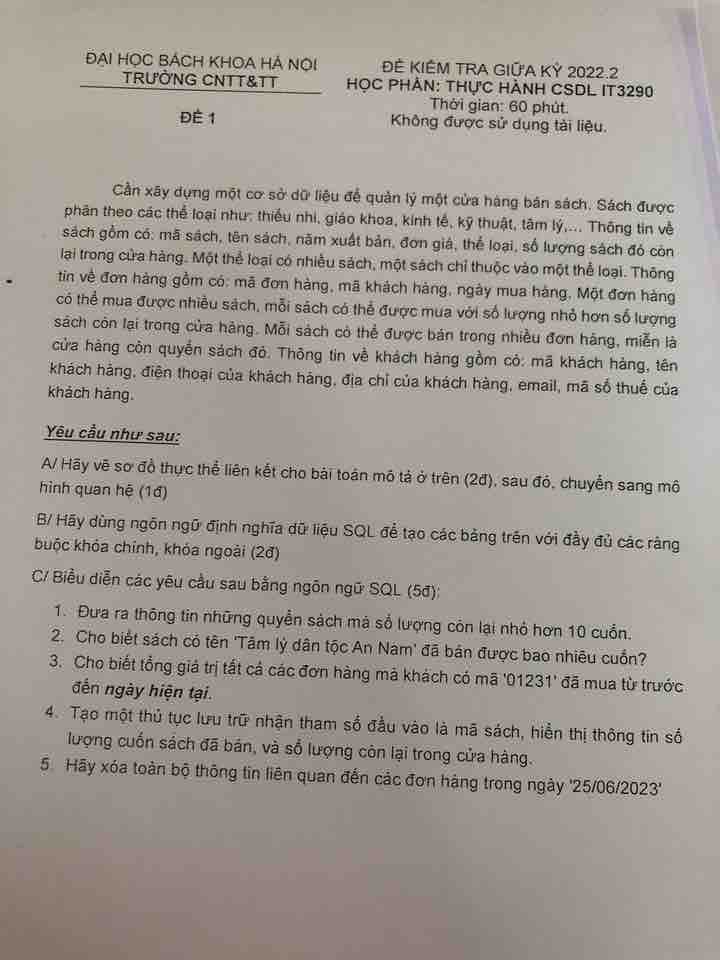 ĐẠI HỌC BÁCH KHOA HÀ NỘI
TRƯỜNG CNTT&TT
ĐỀ 1
ĐỀ KIỂM TRA GIỮA KỲ 2022.2
HỌC PHẦN: THỰC HÀNH CSDL IT3290
Thời gian: 60 phút.
Không được sử dụng tài liệu.
Cần xây dựng một cơ sở dữ liệu để quản lý một cửa hàng bán sách. Sách được
phân theo các thể loại như: thiếu nhi, giáo khoa, kinh tế, kỹ thuật, tâm lý,... Thông tin về
sách gồm có: mã sách, tên sách, năm xuất bản, đơn giá, thể loại, số lượng sách đó còn
lại trong cửa hàng. Một thể loại có nhiều sách, một sách chỉ thuộc vào một thể loại. Thông
tin về đơn hàng gồm có: mã đơn hàng, mã khách hàng, ngày mua hàng. Một đơn hàng
có thể mua được nhiều sách, mỗi sách có thể được mua với số lượng nhỏ hơn số lượng
sách còn lại trong cửa hàng. Mỗi sách có thể được bán trong nhiều đơn hàng, miễn là
cửa hàng còn quyển sách đó. Thông tin về khách hàng gồm có: mã khách hàng, tên
khách hàng, điện thoại của khách hàng, địa chỉ của khách hàng, email, mã số thuế của
khách hàng.
Yêu cầu như sau:
A/ Hãy vẽ sơ đồ thực thể liên kết cho bài toán mô tả ở trên (2đ), sau đó, chuyển sang mô
hình quan hệ (1đ)
B/ Hãy dùng ngôn ngữ định nghĩa dữ liệu SQL để tạo các bảng trên với đầy đủ các ràng
buộc khóa chính, khóa ngoài (2đ)
C/ Biểu diễn các yêu cầu sau bằng ngôn ngữ SQL (5đ):
1. Đưa ra thông tin những quyển sách mà số lượng còn lại nhỏ hơn 10 cuốn.
2. Cho biết sách có tên 'Tâm lý dân tộc An Nam' đã bán được bao nhiêu cuốn?
3. Cho biết tổng giá trị tất cả các đơn hàng mà khách có mã '01231' đã mua từ trước
đến ngày hiện tại.
4. Tạo một thủ tục lưu trữ nhận tham số đầu vào là mã sách, hiển thị thông tin số
lượng cuốn sách đã bán, và số lượng còn lại trong cửa hàng.
5. Hãy xóa toàn bộ thông tin liên quan đến các đơn hàng trong ngày '25/06/2023'